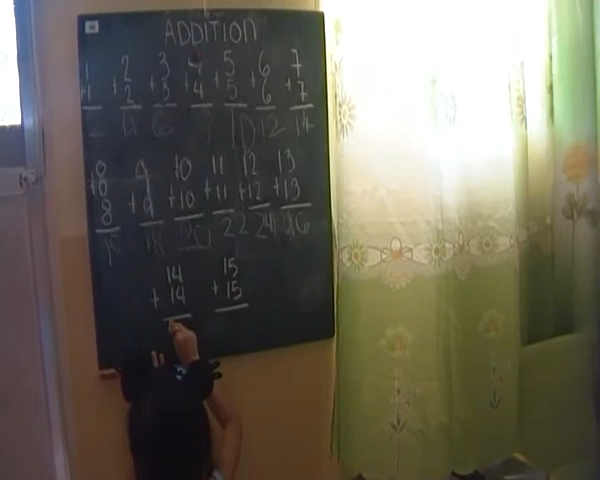 ADDITION
1 2 3 4 5 6 7
+1 +2 +3 +4 +5 +6 +7
4 6 10 12 14
8 9 10 11 12 13
+8 +9 +10 +11 +12 +13
18 20 22 24 26
14 15
+14 +15